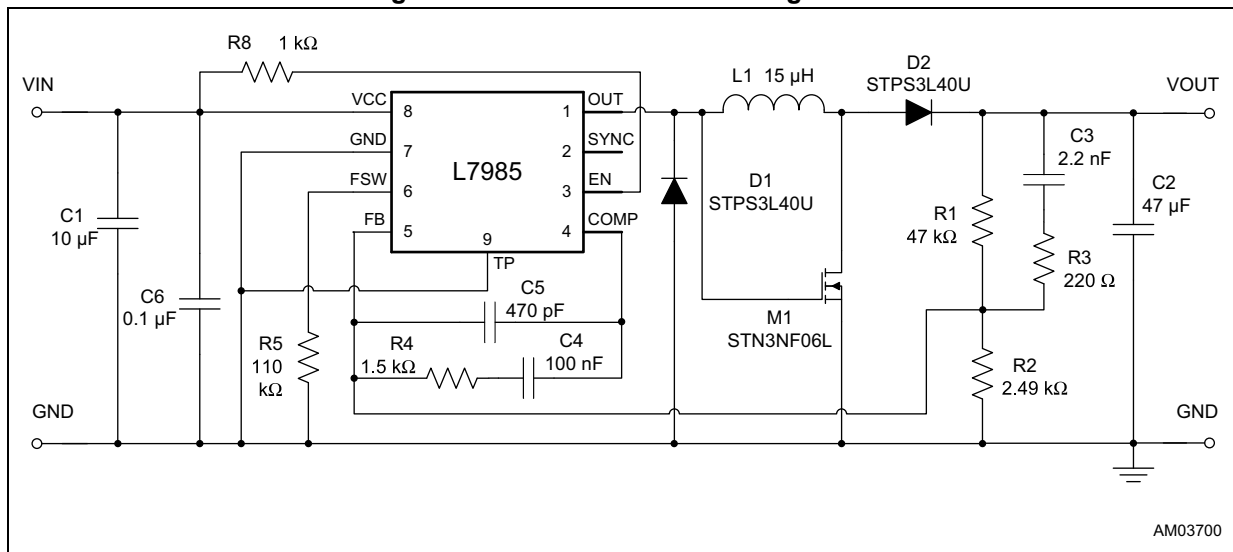 R8 1 kΩ
VIN
VCC
8
GND
7
FSW
6
FB
5
L7985
9
TP
1
OUT
2
SYNC
3
EN
4
COMP
L1 15 µH
D2
STPS3L40U
VOUT
D1
STPS3L40U
C3
2.2 nF
C2
47 µF
R1
47 kΩ
R3
220 Ω
C1
10 µF
C6
0.1 µF
C5
470 pF
M1
STN3NF06L
R5
110
kΩ
R4
1.5 kΩ
C4
100 nF
R2
2.49 kΩ
GND
GND
AM03700